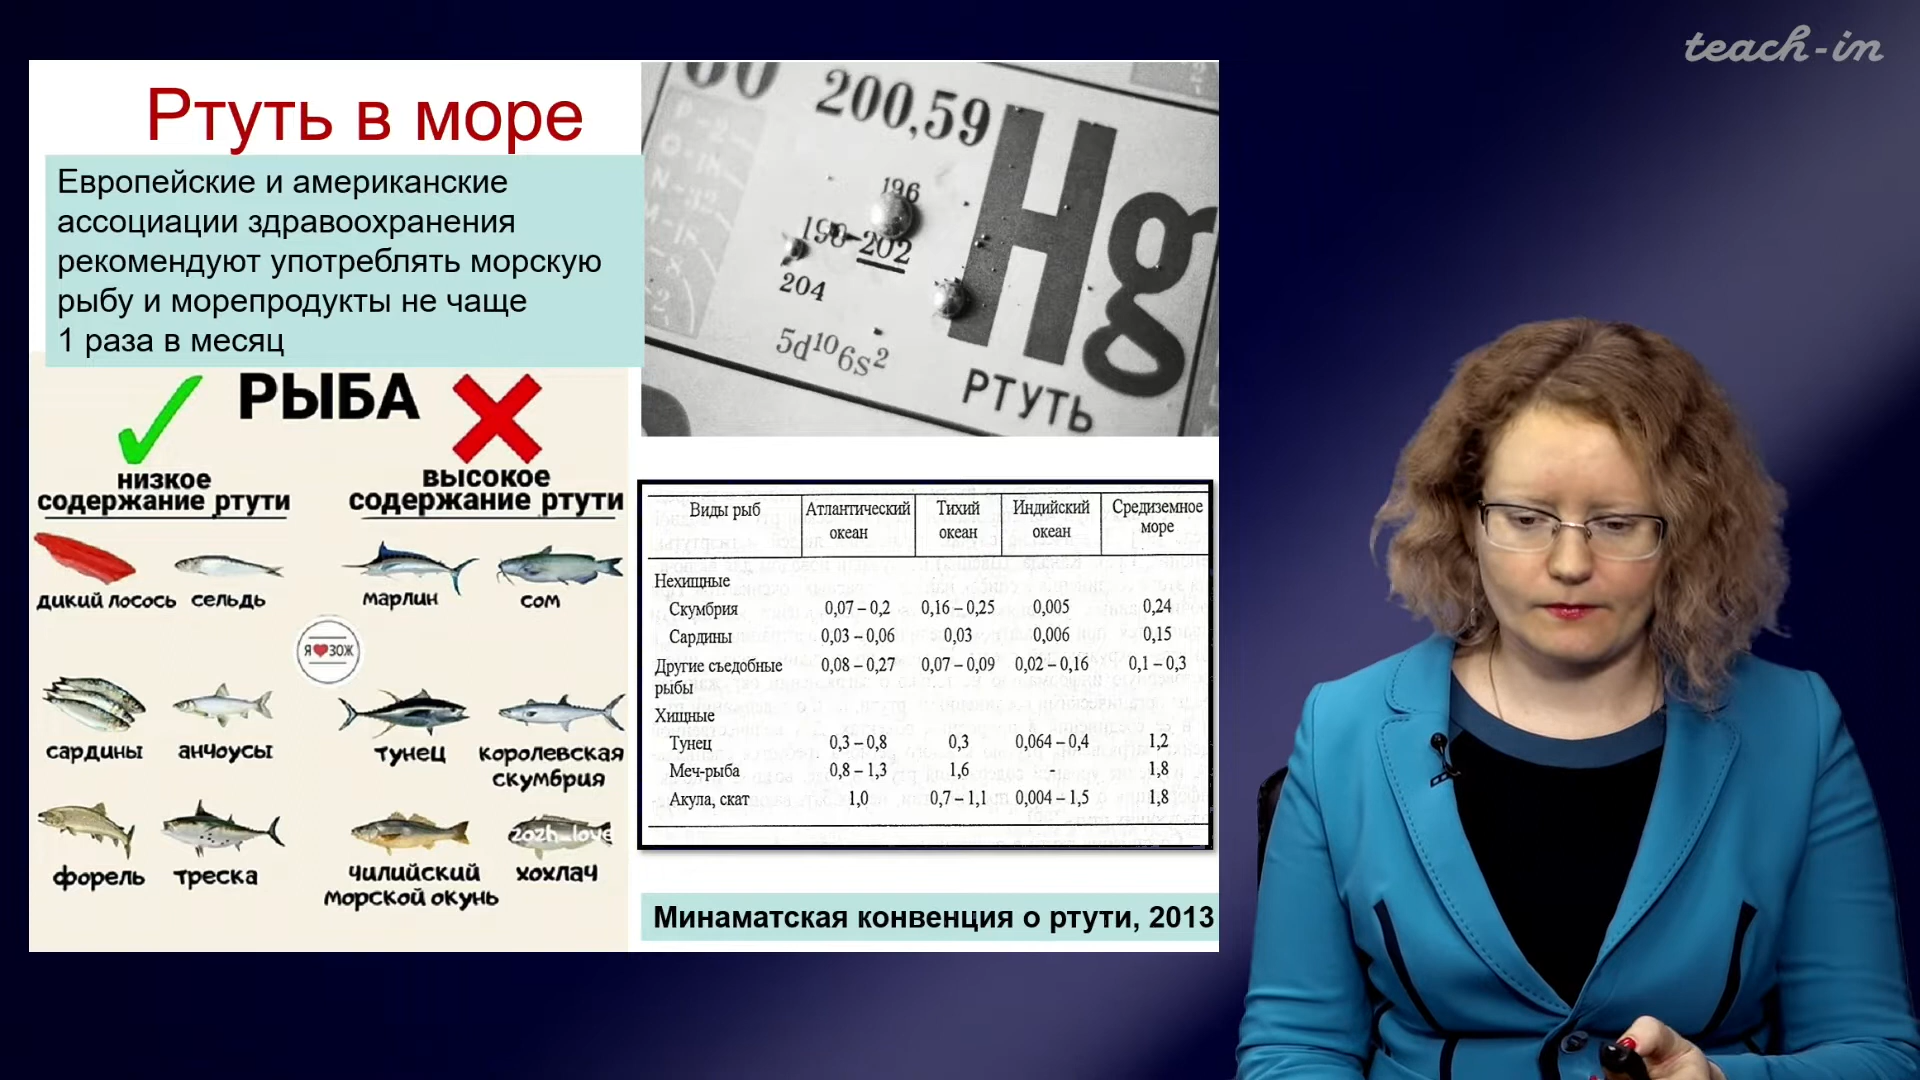 teach-in
Ртуть в море
Европейские и американские
ассоциации здравоохранения
рекомендуют употреблять морскую
рыбу и морепродукты не чаще
1 раза в месяц
80
200,59
Hg
196
198-202
204
5d¹⁰6s²
РТУТЬ
РЫБА
низкое
содержание ртути
высокое
содержание ртути
дикий лосось
сельдь
марлин
сом
Я❤ЗОЖ
сардины
анчоусы
тунец
королевская
скумбрия
zozh_love
форель
треска
чилийский
морской окунь
хохлач
Виды рыб Атлантический океан Тихий океан Индийский океан Средиземное море
Нехищные
Скумбрия 0,07 – 0,2 0,16 – 0,25 0,005 0,24
Сардины 0,03 – 0,06 0,03 0,006 0,15
Другие съедобные рыбы 0,08 – 0,27 0,07 – 0,09 0,02 – 0,16 0,1 – 0,3
Хищные
Тунец 0,3 – 0,8 0,3 0,064 – 0,4 1,2
Меч-рыба 0,8 – 1,3 1,6 - 1,8
Акула, скат 1,0 0,7 – 1,1 0,004 – 1,5 1,8
Минаматская конвенция о ртути, 2013